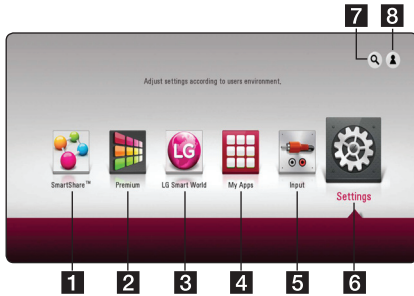 7 8
Adjust settings according to users environment.
LG
SmartShare™ Premium LG Smart World My Apps Input Settings
1 2 3 4 5 6